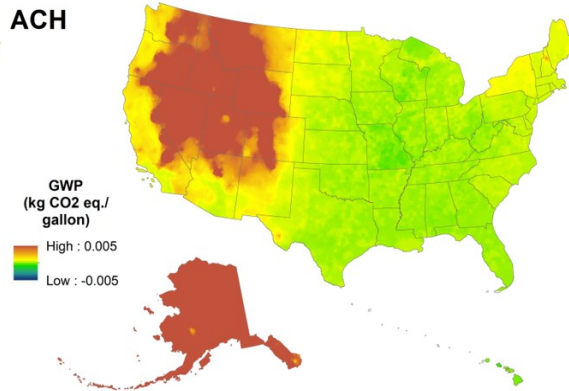 ACH
GWP
(kg CO2 eq./
gallon)
High : 0.005
Low : -0.005